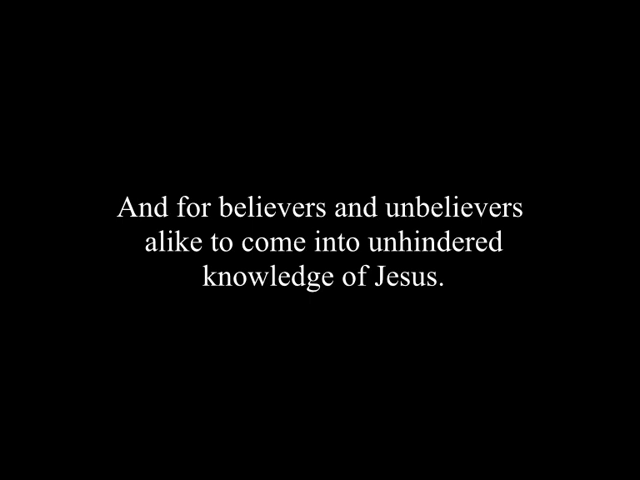 And for believers and unbelievers
alike to come into unhindered
knowledge of Jesus.